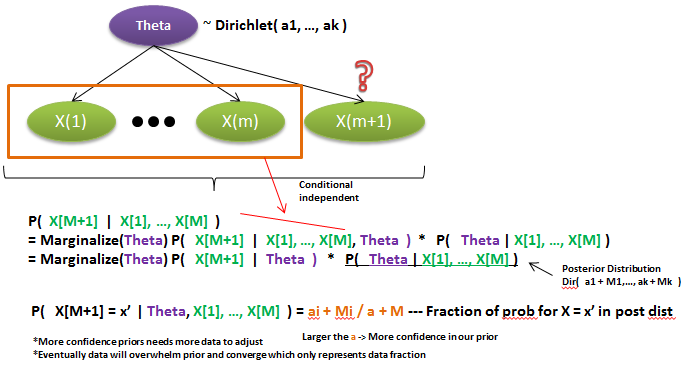 Theta ~ Dirichlet( a1, ..., ak )
?
X(1) ●●● X(m) X(m+1)
Conditional
independent
P( X[M+1] | X[1], ..., X[M] )
= Marginalize(Theta) P( X[M+1] | X[1], ..., X[M], Theta ) * P( Theta | X[1], ..., X[M] )
= Marginalize(Theta) P( X[M+1] | Theta ) * P( Theta | X[1], ..., X[M] )
Posterior Distribution
Dir( a1 + M1,..., ak + Mk )
P( X[M+1] = x’ | Theta, X[1], ..., X[M] ) = ai + Mi / a + M --- Fraction of prob for X = x’ in post dist
*More confidence priors needs more data to adjust
Larger the a -> More confidence in our prior
*Eventually data will overwhelm prior and converge which only represents data fraction